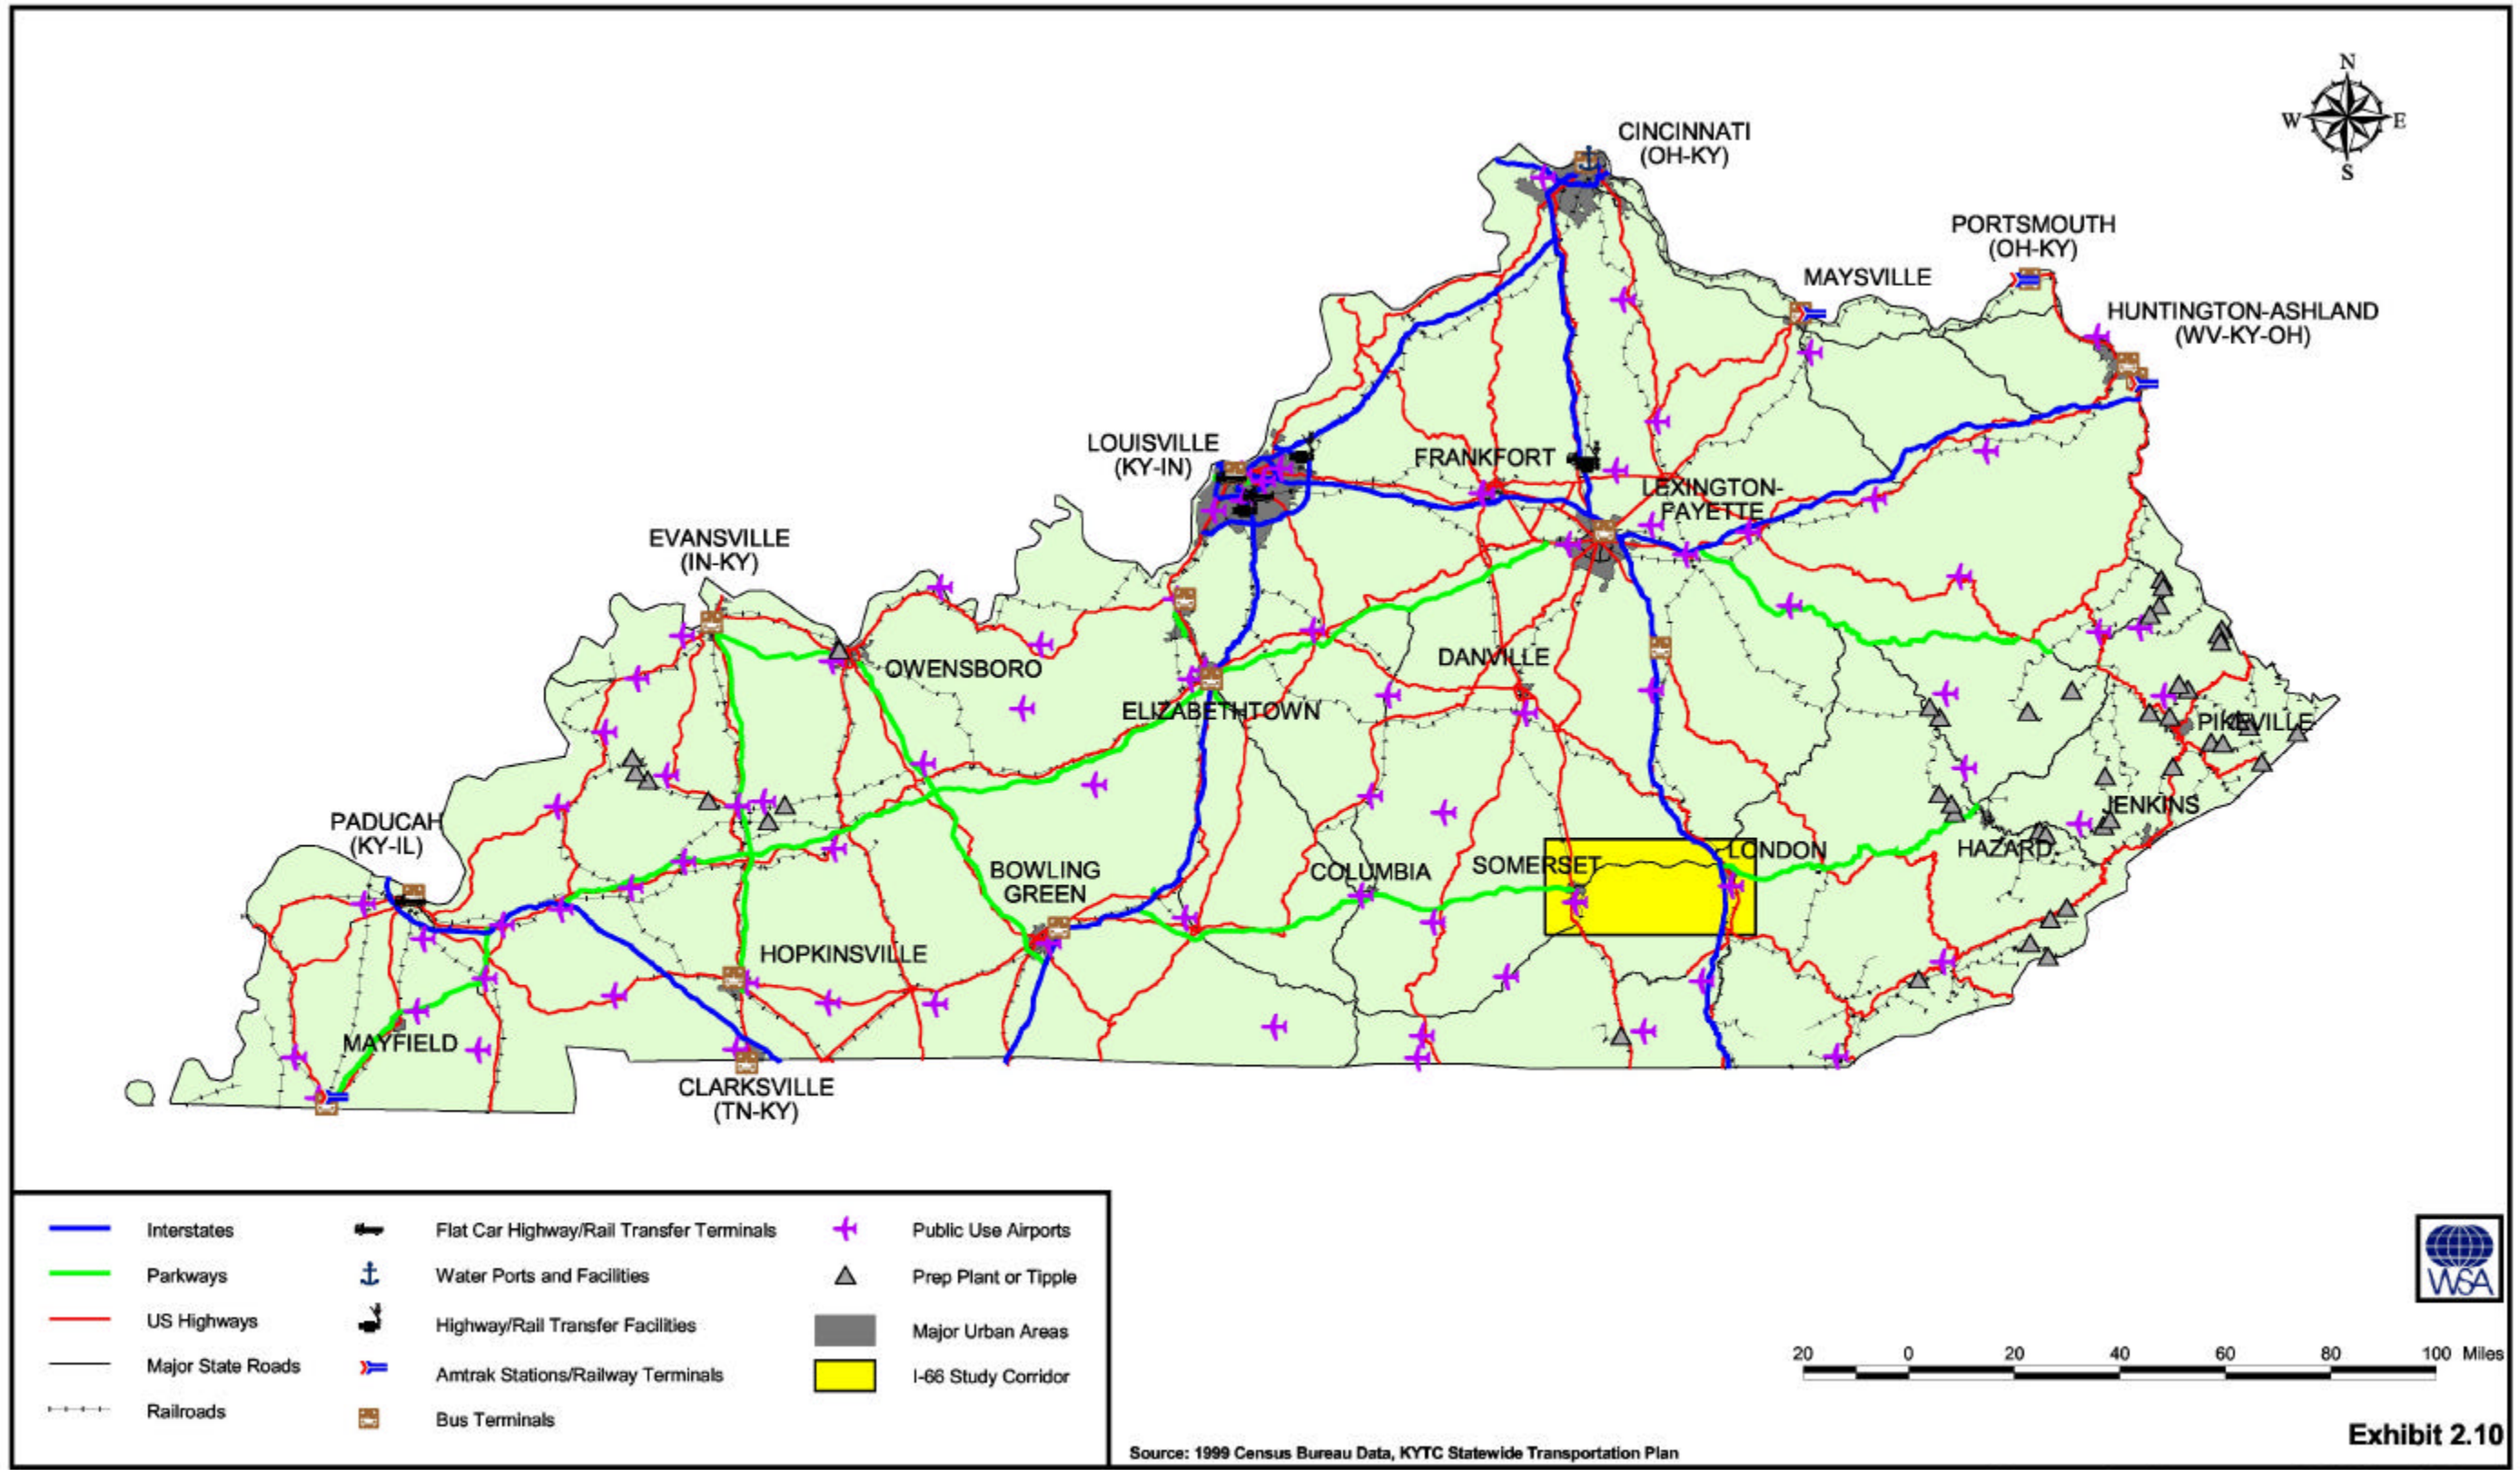 N
W E
S
CINCINNATI
(OH-KY)
PORTSMOUTH
(OH-KY)
MAYSVILLE
HUNTINGTON-ASHLAND
(WV-KY-OH)
LOUISVILLE
(KY-IN)
FRANKFORT
LEXINGTON-
FAYETTE
EVANSVILLE
(IN-KY)
OWENSBORO
DANVILLE
ELIZABETHTOWN
PIKEVILLE
PADUCAH
(KY-IL)
JENKINS
HAZARD
LONDON
SOMERSET
COLUMBIA
BOWLING
GREEN
HOPKINSVILLE
MAYFIELD
CLARKSVILLE
(TN-KY)
Interstates
Parkways
US Highways
Major State Roads
Railroads
Flat Car Highway/Rail Transfer Terminals
Water Ports and Facilities
Highway/Rail Transfer Facilities
Amtrak Stations/Railway Terminals
Bus Terminals
Public Use Airports
Prep Plant or Tipple
Major Urban Areas
I-66 Study Corridor
WSA
20 0 20 40 60 80 100 Miles
Exhibit 2.10
Source: 1999 Census Bureau Data, KYTC Statewide Transportation Plan